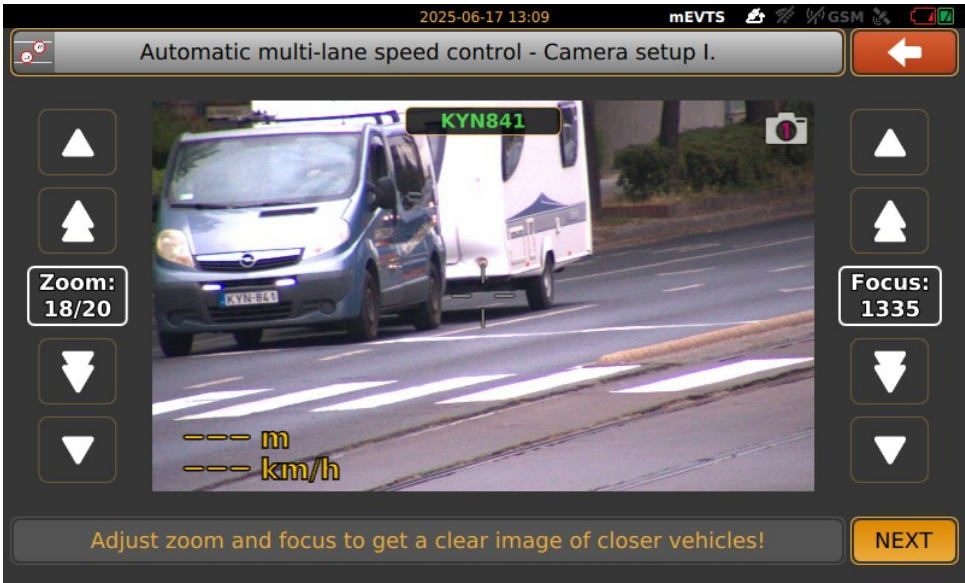 2025-06-17 13:09
mEVTS
GSM
Automatic multi-lane speed control - Camera setup I.
KYN841
1
Zoom:
18/20
Focus:
1335
KYN-841
--- m
--- km/h
Adjust zoom and focus to get a clear image of closer vehicles!
NEXT